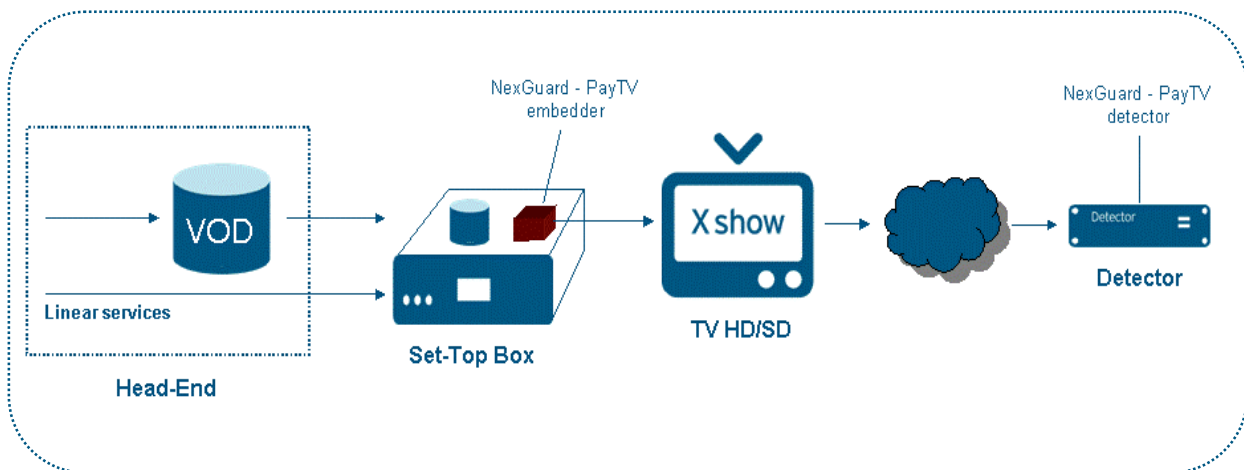 NexGuard - PayTV
embedder
NexGuard - PayTV
detector
VOD
X show
Detector
Linear services
Detector
TV HD/SD
Set-Top Box
Head-End